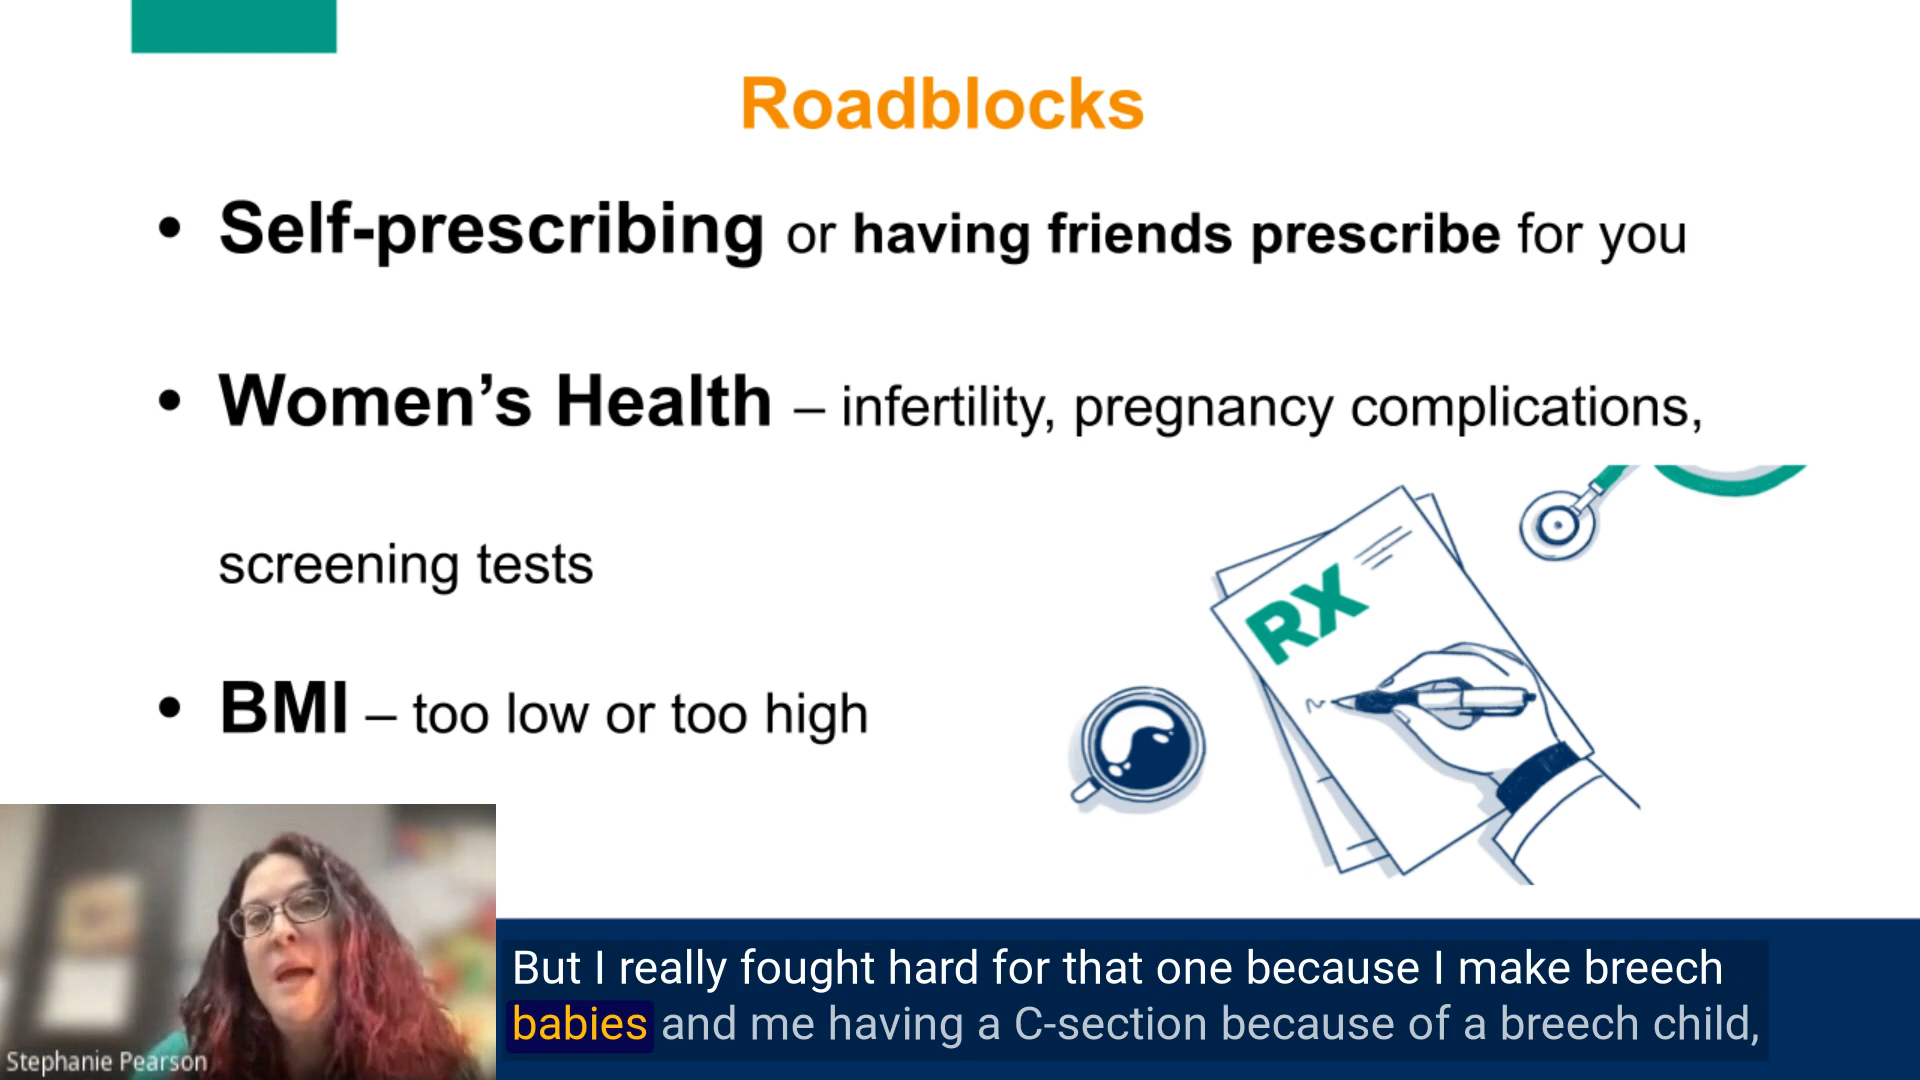 Roadblocks
• Self-prescribing or having friends prescribe for you
• Women’s Health – infertility, pregnancy complications,
screening tests
• BMI – too low or too high
RX
Stephanie Pearson
But I really fought hard for that one because I make breech
babies and me having a C-section because of a breech child,